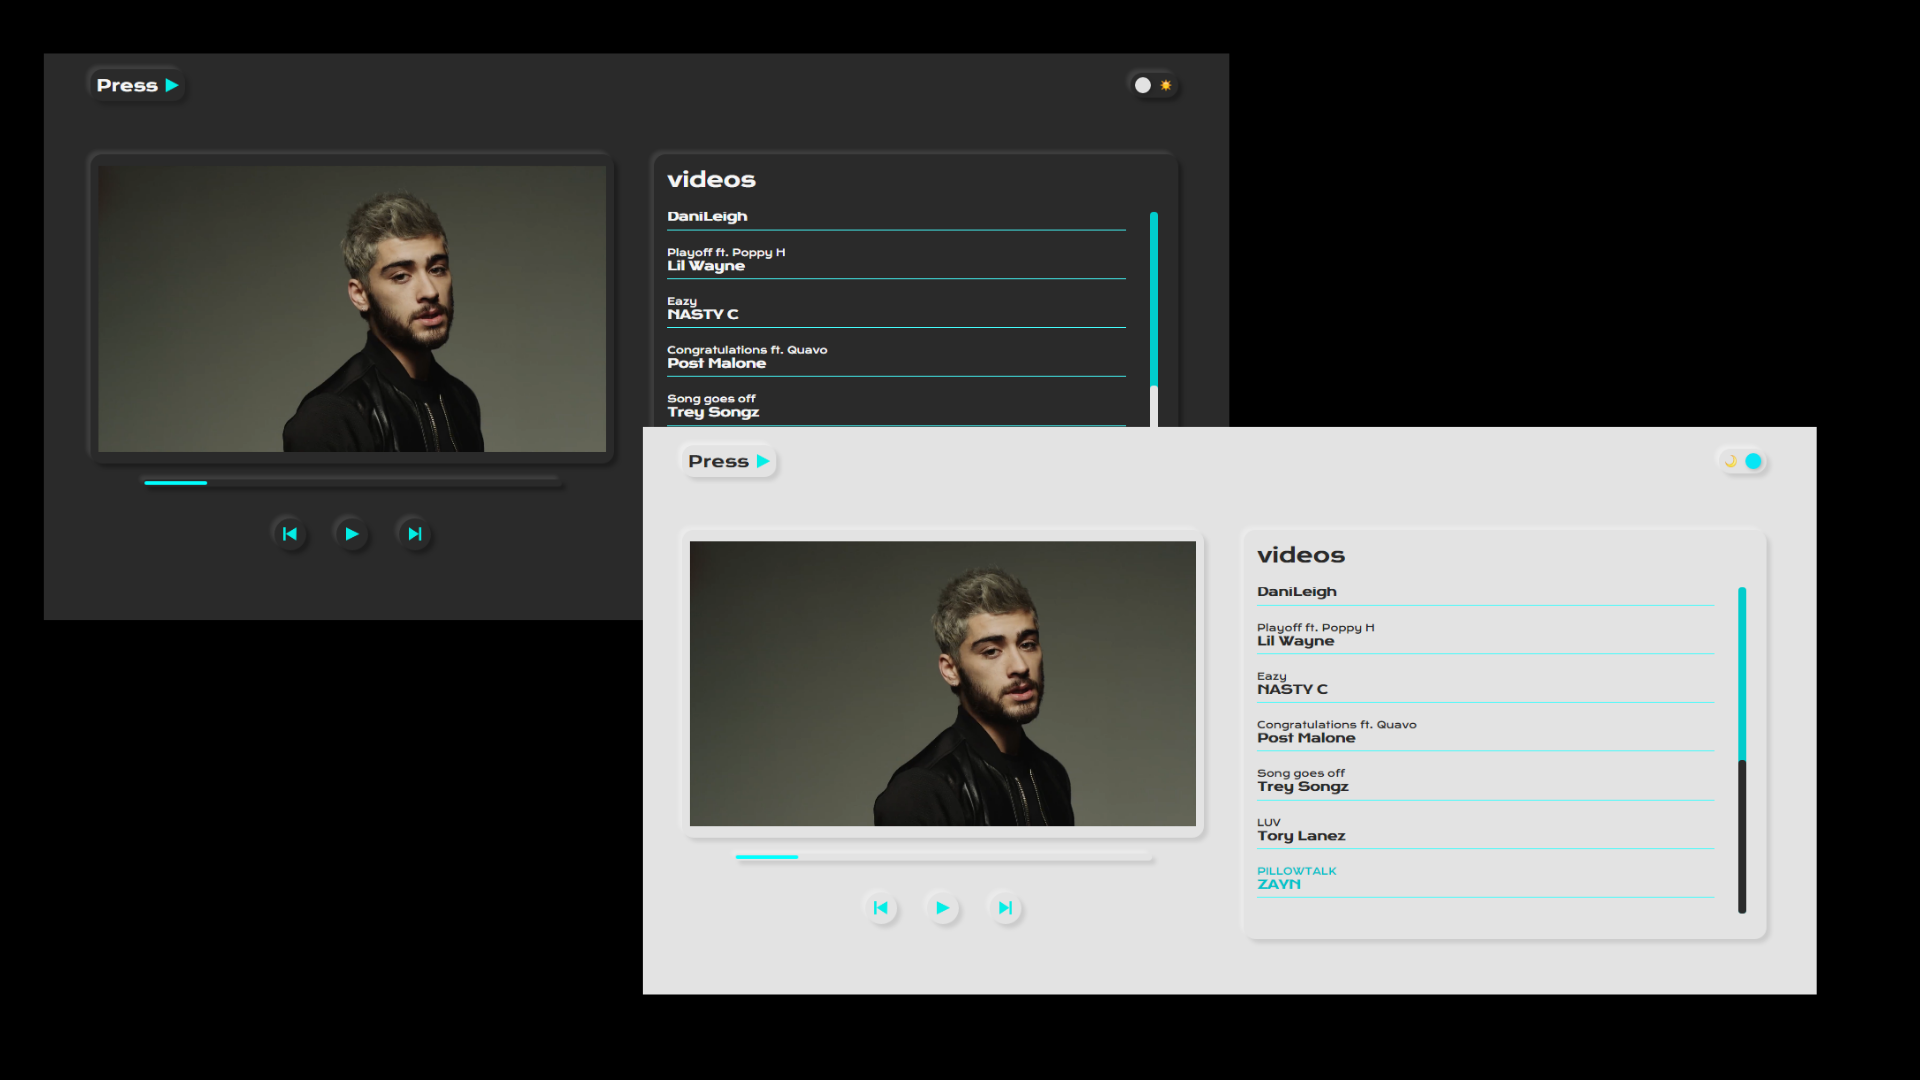 Press
videos
DaniLeigh
Playoff ft. Poppy H
Lil Wayne
Eazy
NASTY C
Congratulations ft. Quavo
Post Malone
Song goes off
Trey Songz
Press
videos
DaniLeigh
Playoff ft. Poppy H
Lil Wayne
Eazy
NASTY C
Congratulations ft. Quavo
Post Malone
Song goes off
Trey Songz
LUV
Tory Lanez
PILLOWTALK
ZAYN